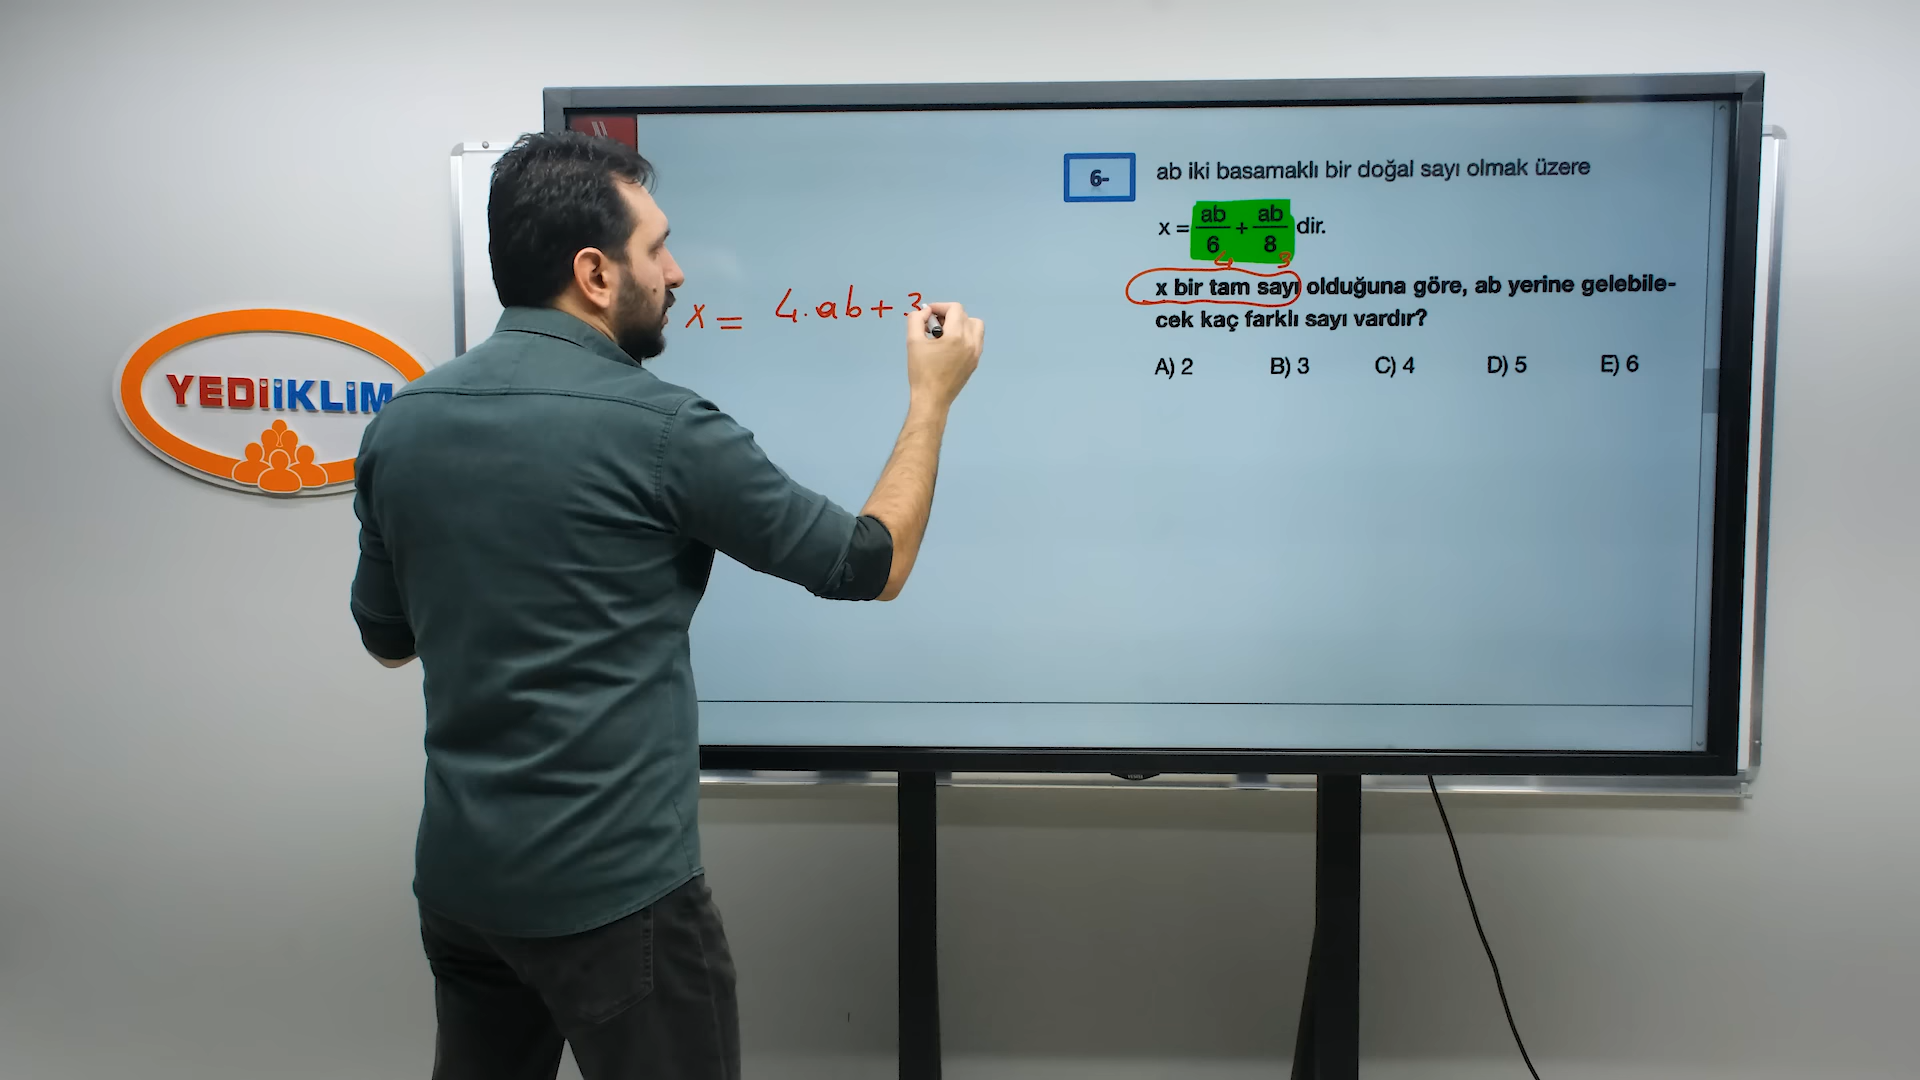 YEDiiKLiM
x = 4.ab+3
6-
ab iki basamaklı bir doğal sayı olmak üzere
x = ab/6 + ab/8 dir.
4 3
x bir tam sayı olduğuna göre, ab yerine gelebile-
cek kaç farklı sayı vardır?
A) 2 B) 3 C) 4 D) 5 E) 6